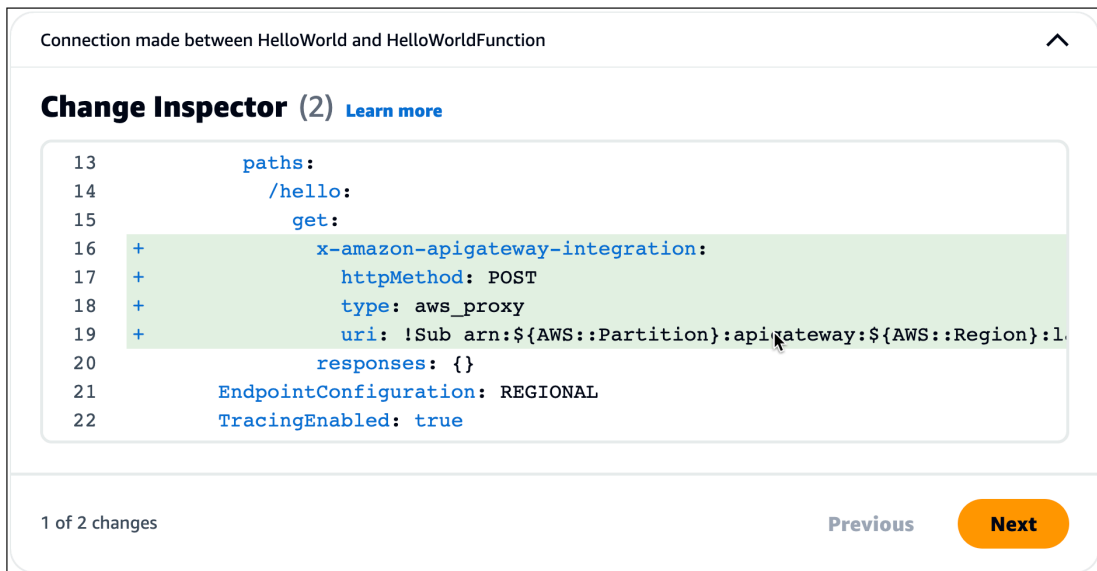 Connection made between HelloWorld and HelloWorldFunction
Change Inspector (2) Learn more
13 paths:
14 /hello:
15 get:
16 + x-amazon-apigateway-integration:
17 + httpMethod: POST
18 + type: aws_proxy
19 + uri: !Sub arn:${AWS::Partition}:apigateway:${AWS::Region}:l
20 responses: {}
21 EndpointConfiguration: REGIONAL
22 TracingEnabled: true
1 of 2 changes Previous Next